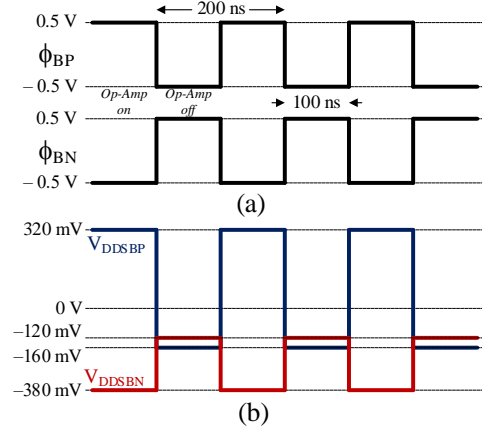 200 ns
0.5 V
ϕBP
– 0.5 V
Op-Amp on
Op-Amp off
0.5 V
100 ns
ϕBN
– 0.5 V
(a)
320 mV
VDDSBP
0 V
–120 mV
–160 mV
VDDSBN
–380 mV
(b)